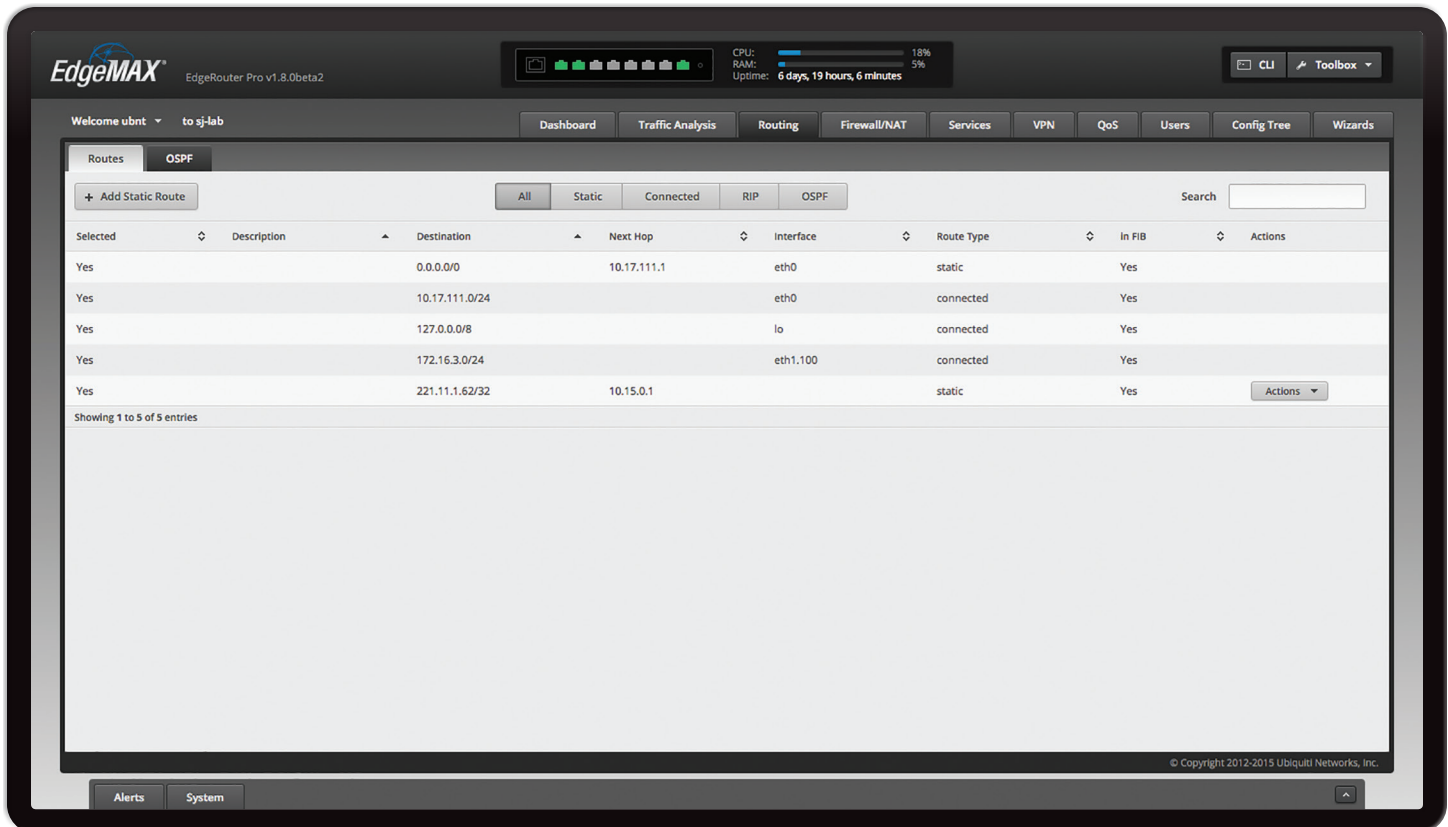 EdgeMAX®
EdgeRouter Pro v1.8.0beta2
CPU: 18%
RAM: 5%
Uptime: 6 days, 19 hours, 6 minutes
CLI Toolbox
Welcome ubnt to sj-lab
Dashboard Traffic Analysis Routing Firewall/NAT Services VPN QoS Users Config Tree Wizards
Routes OSPF
+ Add Static Route All Static Connected RIP OSPF Search
Selected Description Destination Next Hop Interface Route Type In FIB Actions
Yes 0.0.0.0/0 10.17.111.1 eth0 static Yes
Yes 10.17.111.0/24 eth0 connected Yes
Yes 127.0.0.0/8 lo connected Yes
Yes 172.16.3.0/24 eth1.100 connected Yes
Yes 221.11.1.62/32 10.15.0.1 static Yes Actions
Showing 1 to 5 of 5 entries
© Copyright 2012-2015 Ubiquiti Networks, Inc.
Alerts System